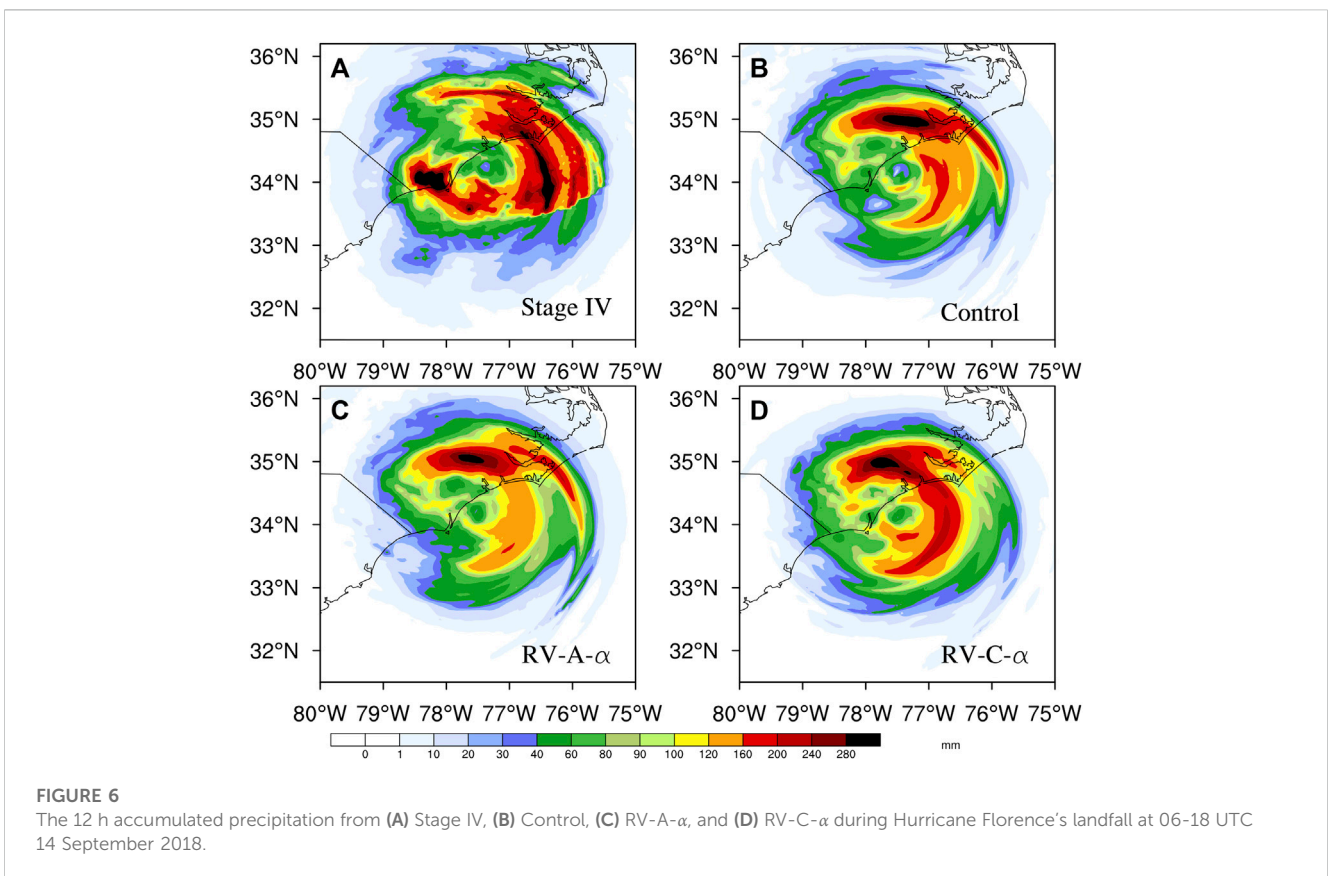 36°N
35°N
34°N
33°N
32°N
A
Stage IV
80°W 79°W 78°W 77°W 76°W 75°W
36°N
35°N
34°N
33°N
32°N
B
Control
80°W 79°W 78°W 77°W 76°W 75°W
36°N
35°N
34°N
33°N
32°N
C
RV-A-α
80°W 79°W 78°W 77°W 76°W 75°W
36°N
35°N
34°N
33°N
32°N
D
RV-C-α
80°W 79°W 78°W 77°W 76°W 75°W
0 1 10 20 30 40 60 80 90 100 120 160 200 240 280 mm
FIGURE 6
The 12 h accumulated precipitation from (A) Stage IV, (B) Control, (C) RV-A-α, and (D) RV-C-α during Hurricane Florence’s landfall at 06-18 UTC
14 September 2018.